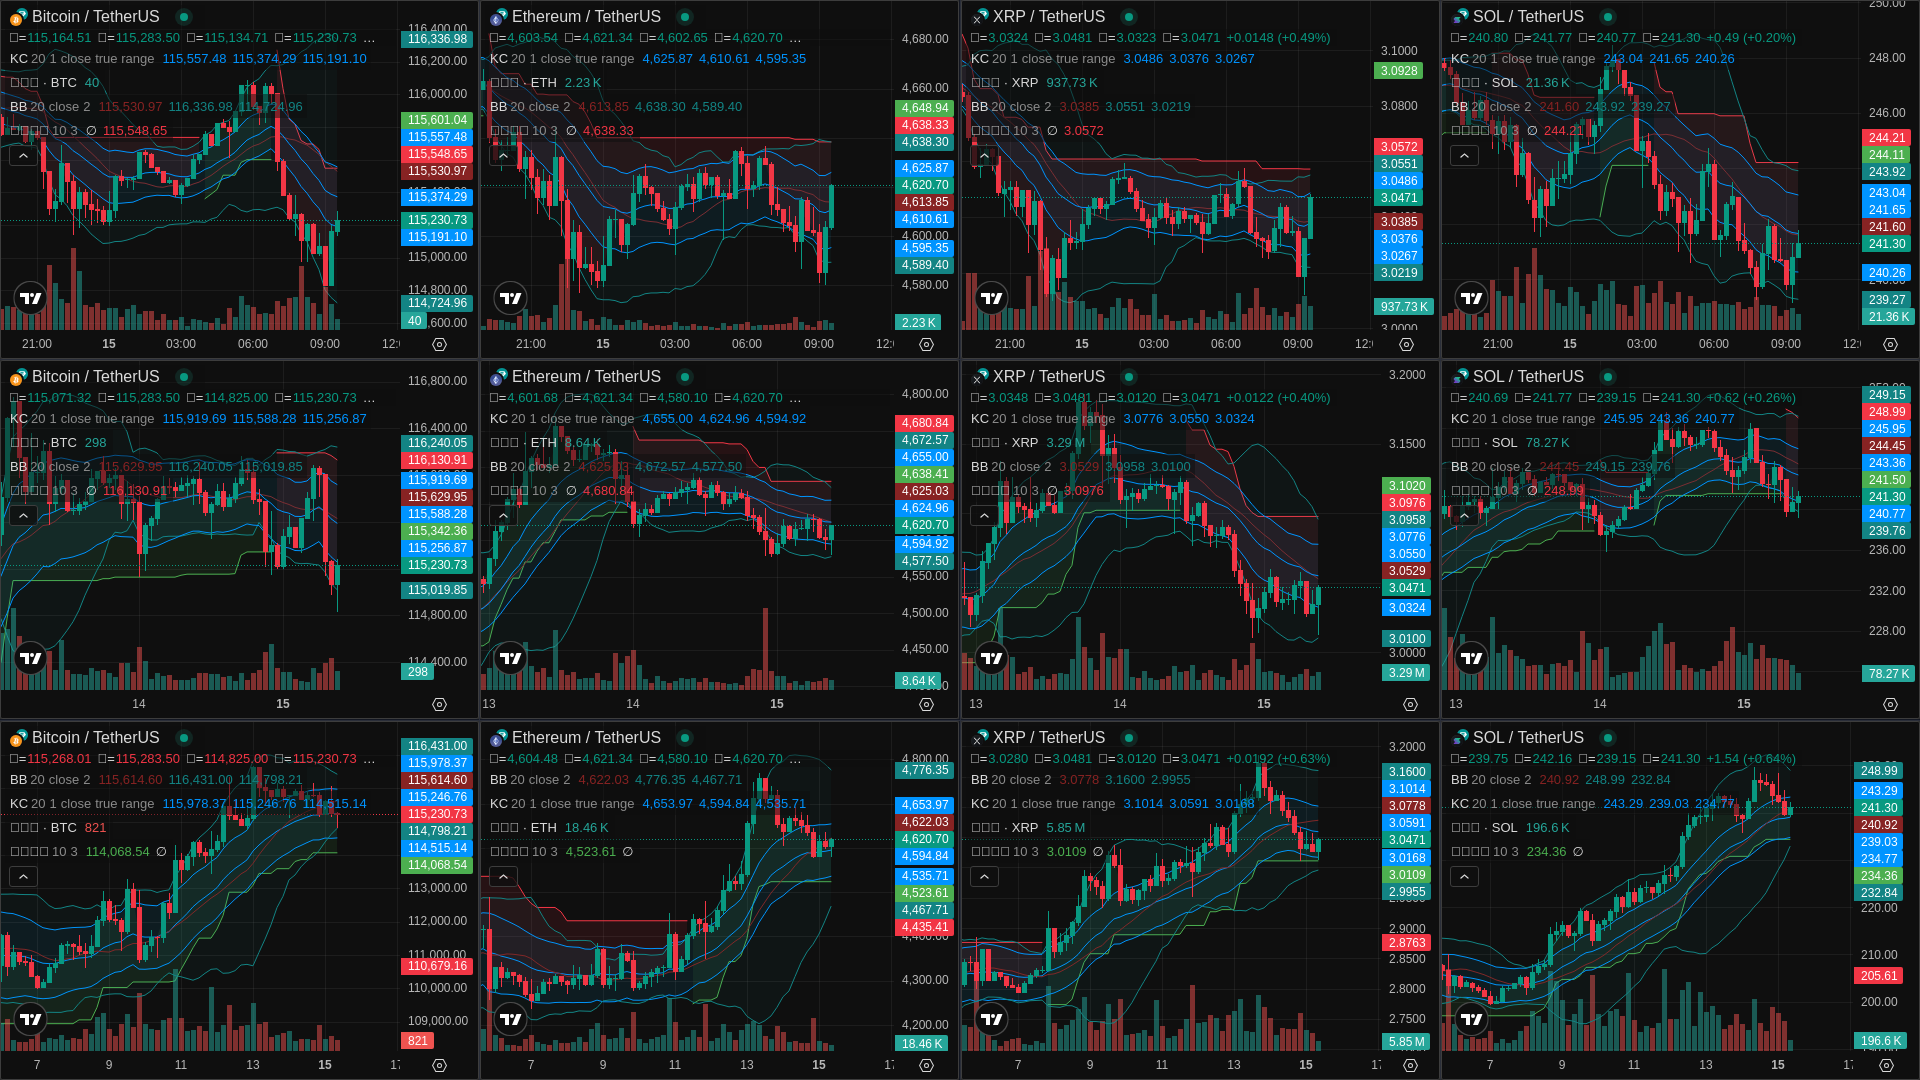 Bitcoin / TetherUS
□=115,164.51 □=115,283.50 □=115,134.71 □=115,230.73 ...
KC 20 1 close true range 115,557.48 115,374.29 115,191.10
□□□ · BTC 40
BB 20 close 2 115,530.97 116,336.98 114,724.96
□□□□ 10 3 ∅ 115,548.65
116,336.98
116,200.00
116,000.00
115,601.04
115,557.48
115,548.65
115,530.97
115,374.29
115,230.73
115,191.10
115,000.00
114,800.00
114,724.96
40
21:00 15 03:00 06:00 09:00
Ethereum / TetherUS
□=4,603.54 □=4,621.34 □=4,602.65 □=4,620.70 ...
KC 20 1 close true range 4,625.87 4,610.61 4,595.35
□□□ · ETH 2.23 K
BB 20 close 2 4,613.85 4,638.30 4,589.40
□□□□ 10 3 ∅ 4,638.33
4,680.00
4,660.00
4,648.94
4,638.33
4,638.30
4,625.87
4,620.70
4,613.85
4,610.61
4,600.00
4,595.35
4,589.40
4,580.00
2.23 K
21:00 15 03:00 06:00 09:00
XRP / TetherUS
□=3.0324 □=3.0481 □=3.0323 □=3.0471 +0.0148 (+0.49%)
KC 20 1 close true range 3.0486 3.0376 3.0267
□□□ · XRP 937.73 K
BB 20 close 2 3.0385 3.0551 3.0219
□□□□ 10 3 ∅ 3.0572
3.1000
3.0928
3.0800
3.0572
3.0551
3.0486
3.0471
3.0385
3.0376
3.0267
3.0219
937.73 K
3.0000
21:00 15 03:00 06:00 09:00
SOL / TetherUS
□=240.80 □=241.77 □=240.77 □=241.30 +0.49 (+0.20%)
KC 20 1 close true range 243.04 241.65 240.26
□□□ · SOL 21.36 K
BB 20 close 2 241.60 243.92 239.27
□□□□ 10 3 ∅ 244.21
250.00
248.00
246.00
244.21
244.11
243.92
243.04
241.65
241.60
241.30
240.26
239.27
21.36 K
21:00 15 03:00 06:00 09:00
Bitcoin / TetherUS
□=115,071.32 □=115,283.50 □=114,825.00 □=115,230.73 ...
KC 20 1 close true range 115,919.69 115,588.28 115,256.87
□□□ · BTC 298
BB 20 close 2 115,629.95 116,240.05 115,019.85
□□□□ 10 3 ∅ 116,130.91
116,800.00
116,400.00
116,240.05
116,130.91
115,919.69
115,629.95
115,588.28
115,342.36
115,256.87
115,230.73
115,019.85
114,800.00
114,400.00
298
14 15
Ethereum / TetherUS
□=4,601.68 □=4,621.34 □=4,580.10 □=4,620.70 ...
KC 20 1 close true range 4,655.00 4,624.96 4,594.92
□□□ · ETH 8.64 K
BB 20 close 2 4,625.03 4,672.57 4,577.50
□□□□ 10 3 ∅ 4,680.84
4,800.00
4,680.84
4,672.57
4,655.00
4,638.41
4,625.03
4,624.96
4,620.70
4,594.92
4,577.50
4,550.00
4,500.00
4,450.00
8.64 K
13 14 15
XRP / TetherUS
□=3.0348 □=3.0481 □=3.0120 □=3.0471 +0.0122 (+0.40%)
KC 20 1 close true range 3.0776 3.0550 3.0324
□□□ · XRP 3.29 M
BB 20 close 2 3.0529 3.0958 3.0100
□□□□ 10 3 ∅ 3.0976
3.2000
3.1500
3.1020
3.0976
3.0958
3.0776
3.0550
3.0529
3.0471
3.0324
3.0100
3.0000
3.29 M
13 14 15
SOL / TetherUS
□=240.69 □=241.77 □=239.15 □=241.30 +0.62 (+0.26%)
KC 20 1 close true range 245.95 243.36 240.77
□□□ · SOL 78.27 K
BB 20 close 2 244.45 249.15 239.76
□□□□ 10 3 ∅ 248.99
249.15
248.99
245.95
244.45
243.36
241.50
241.30
240.77
239.76
236.00
232.00
228.00
78.27 K
13 14 15
Bitcoin / TetherUS
□=115,268.01 □=115,283.50 □=114,825.00 □=115,230.73 ...
BB 20 close 2 115,614.60 116,431.00 114,798.21
KC 20 1 close true range 115,978.37 115,246.76 114,515.14
□□□ · BTC 821
□□□□ 10 3 114,068.54 ∅
116,431.00
115,978.37
115,614.60
115,246.76
115,230.73
114,798.21
114,515.14
114,068.54
113,000.00
112,000.00
111,000.00
110,679.16
110,000.00
109,000.00
821
7 9 11 13 15
Ethereum / TetherUS
□=4,604.48 □=4,621.34 □=4,580.10 □=4,620.70 ...
BB 20 close 2 4,622.03 4,776.35 4,467.71
KC 20 1 close true range 4,653.97 4,594.84 4,535.71
□□□ · ETH 18.46 K
□□□□ 10 3 4,523.61 ∅
4,800.00
4,776.35
4,653.97
4,622.03
4,620.70
4,594.84
4,535.71
4,523.61
4,467.71
4,435.41
4,400.00
4,300.00
4,200.00
18.46 K
7 9 11 13 15
XRP / TetherUS
□=3.0280 □=3.0481 □=3.0120 □=3.0471 +0.0192 (+0.63%)
BB 20 close 2 3.0778 3.1600 2.9955
KC 20 1 close true range 3.1014 3.0591 3.0168
□□□ · XRP 5.85 M
□□□□ 10 3 3.0109 ∅
3.2000
3.1600
3.1014
3.0778
3.0591
3.0471
3.0168
3.0109
2.9955
2.9000
2.8763
2.8500
2.8000
2.7500
5.85 M
7 9 11 13 15
SOL / TetherUS
□=239.75 □=242.16 □=239.15 □=241.30 +1.54 (+0.64%)
BB 20 close 2 240.92 248.99 232.84
KC 20 1 close true range 243.29 239.03 234.77
□□□ · SOL 196.6 K
□□□□ 10 3 234.36 ∅
248.99
243.29
241.30
240.92
239.03
234.77
234.36
232.84
220.00
210.00
205.61
200.00
196.6 K
7 9 11 13 15